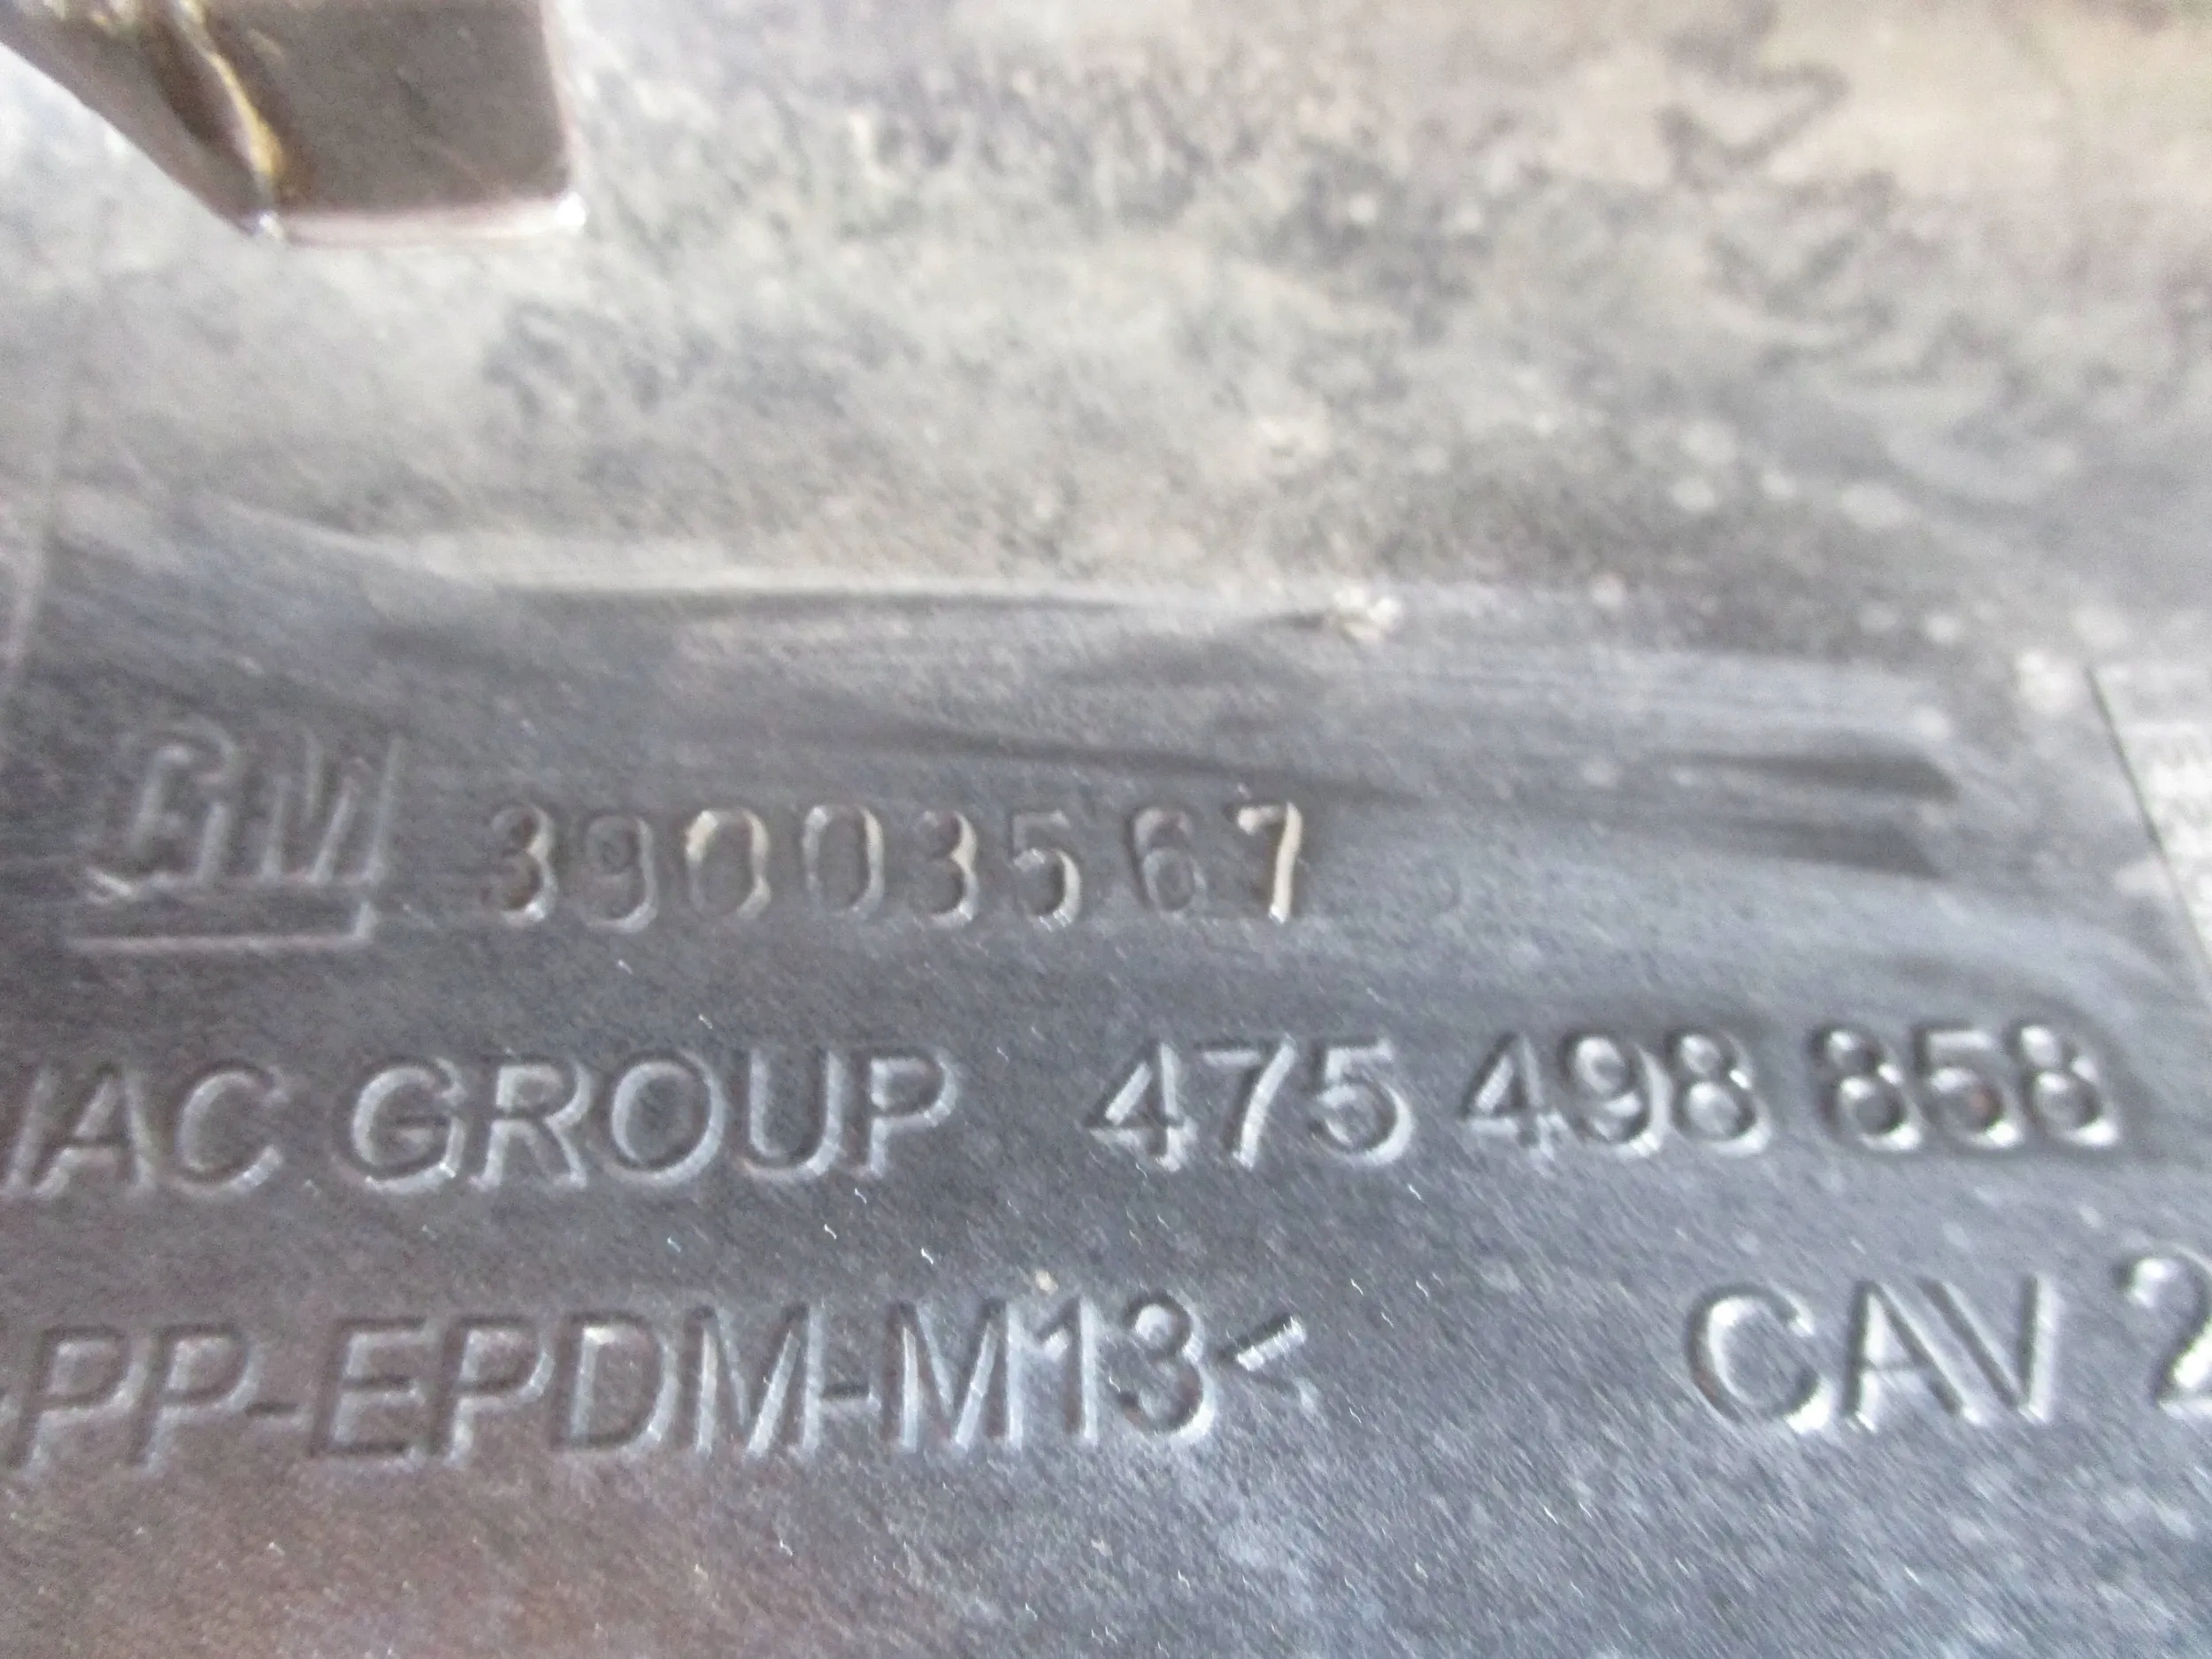 GM 39003567
IAC GROUP 475 498 858
PP-EPDM-M13< CAV 2